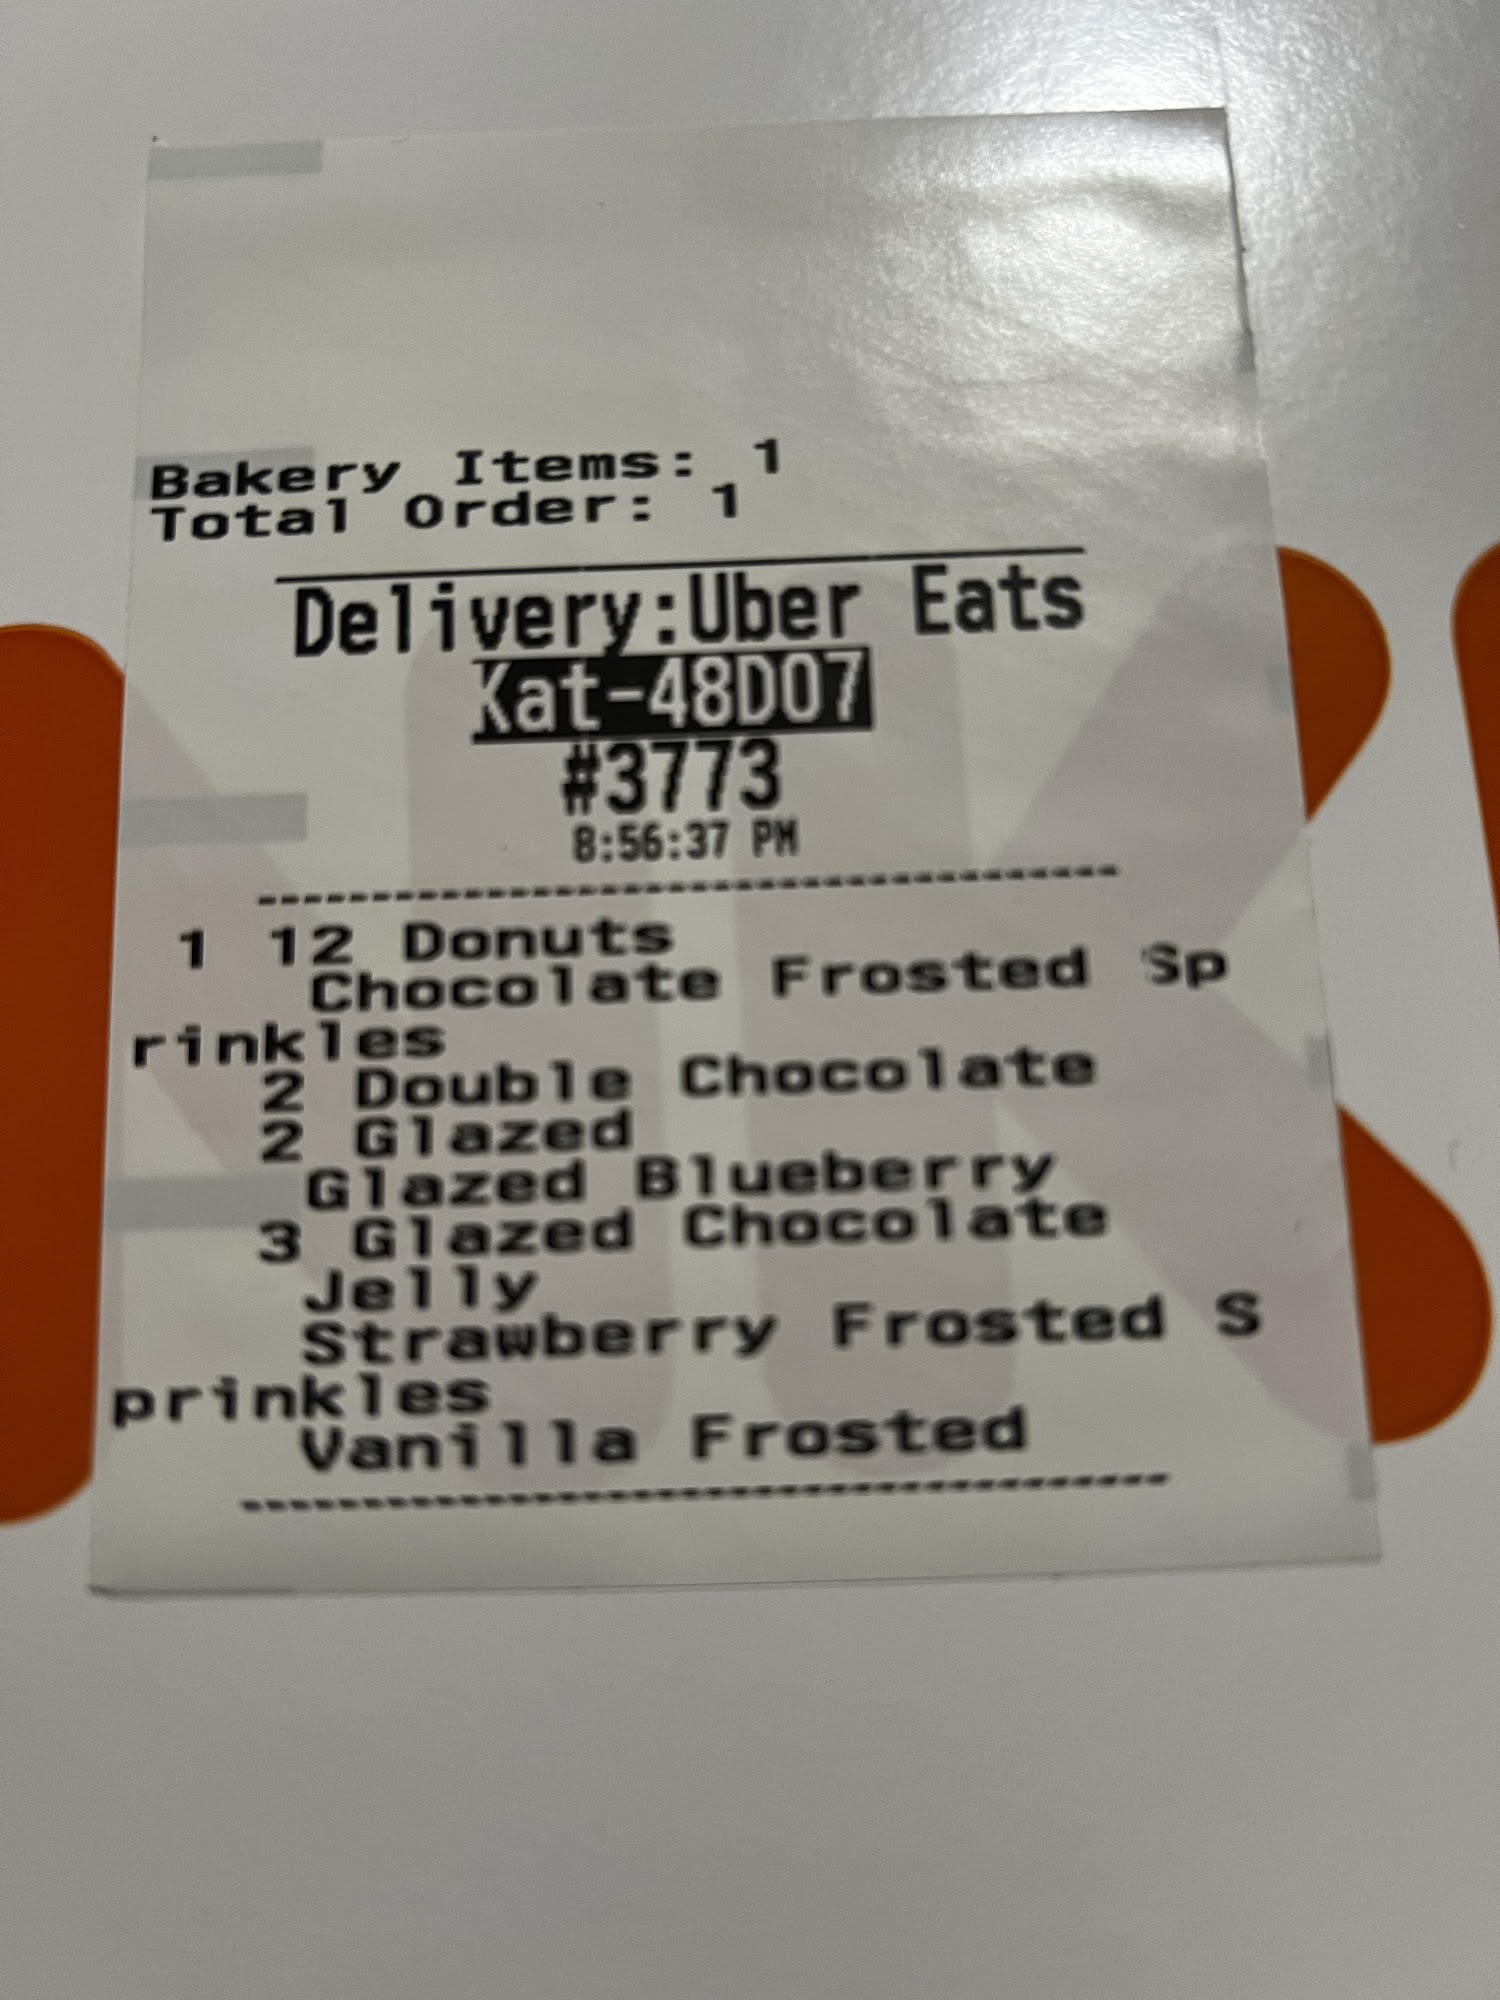 Bakery Items: 1
Total Order: 1
Delivery:Uber Eats
Kat-48D07
#3773
8:56:37 PM
1 12 Donuts
Chocolate Frosted Sp
rinkles
2 Double Chocolate
2 Glazed
Glazed Blueberry
3 Glazed Chocolate
Jelly
Strawberry Frosted S
prinkles
Vanilla Frosted